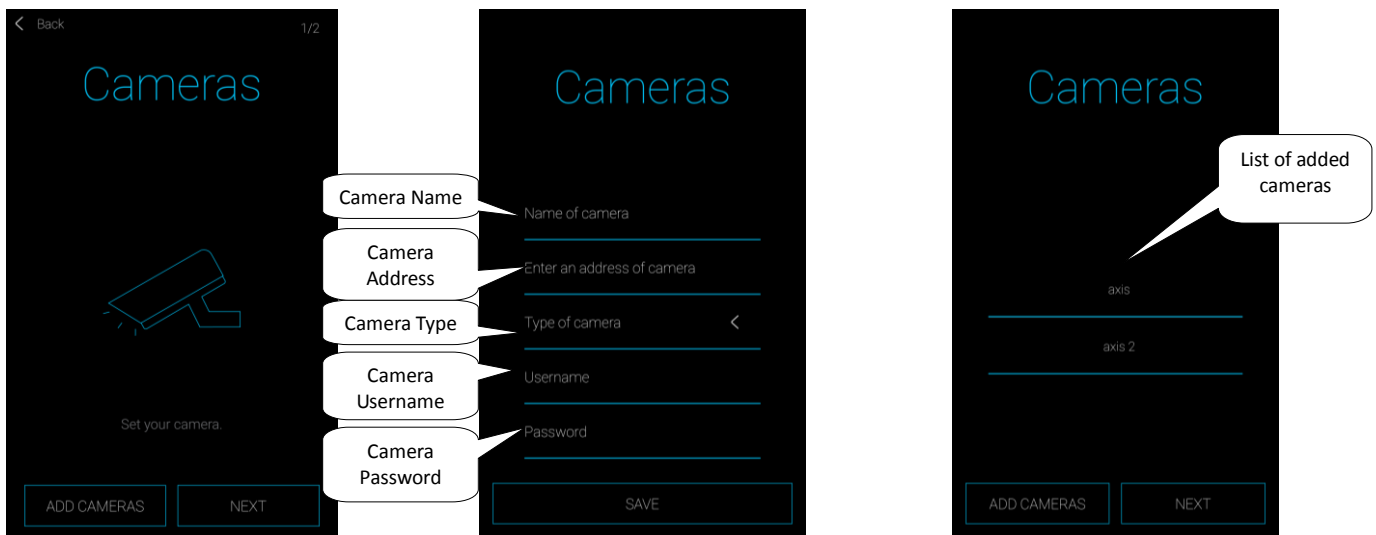 Back
1/2
Cameras
Set your camera.
ADD CAMERAS
NEXT
Camera Name
Camera
Address
Camera Type
Camera
Username
Camera
Password
Cameras
Name of camera
Enter an address of camera
Type of camera
Username
Password
SAVE
Cameras
List of added
cameras
axis
axis 2
ADD CAMERAS
NEXT